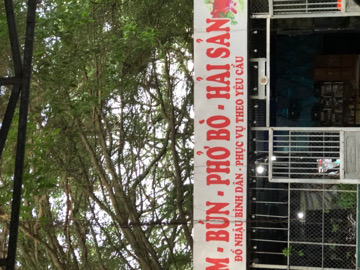 M - BÚN - PHỞ BÒ - HẢI SẢN
ĐỒ NHẬU BÌNH DÂN - PHỤC VỤ THEO YÊU CẦU